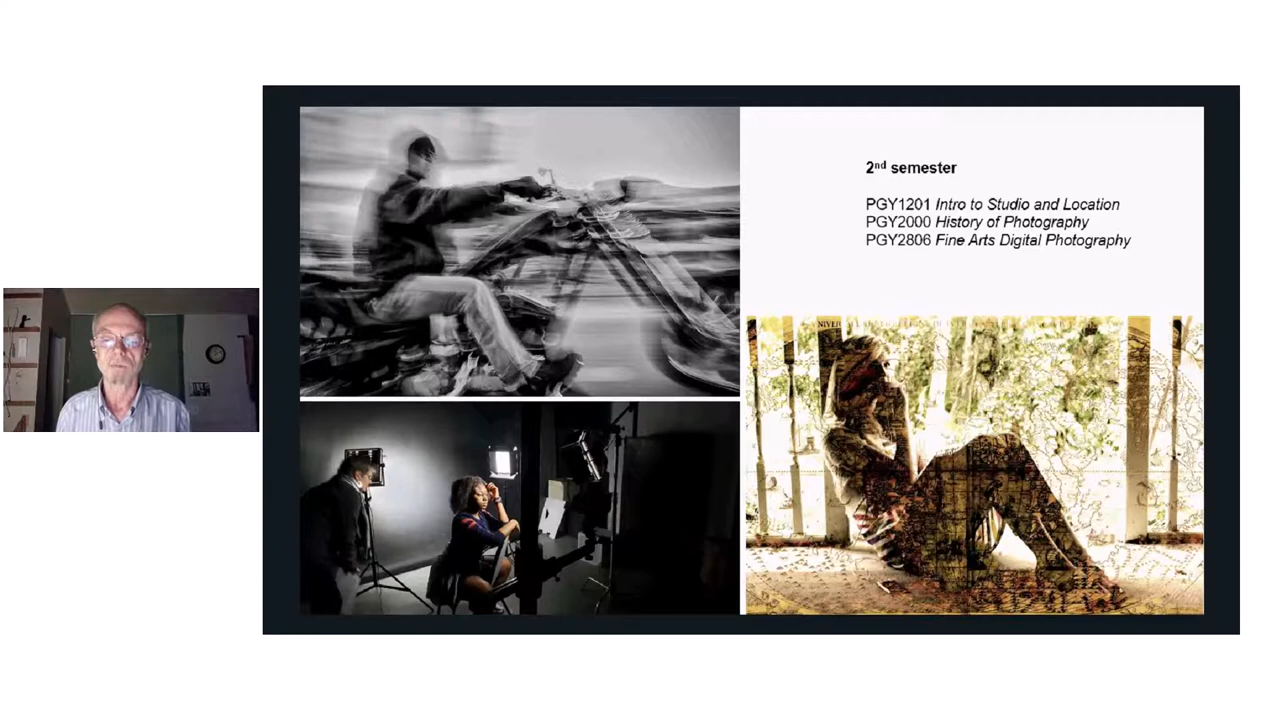 2nd semester
PGY1201 Intro to Studio and Location
PGY2000 History of Photography
PGY2806 Fine Arts Digital Photography